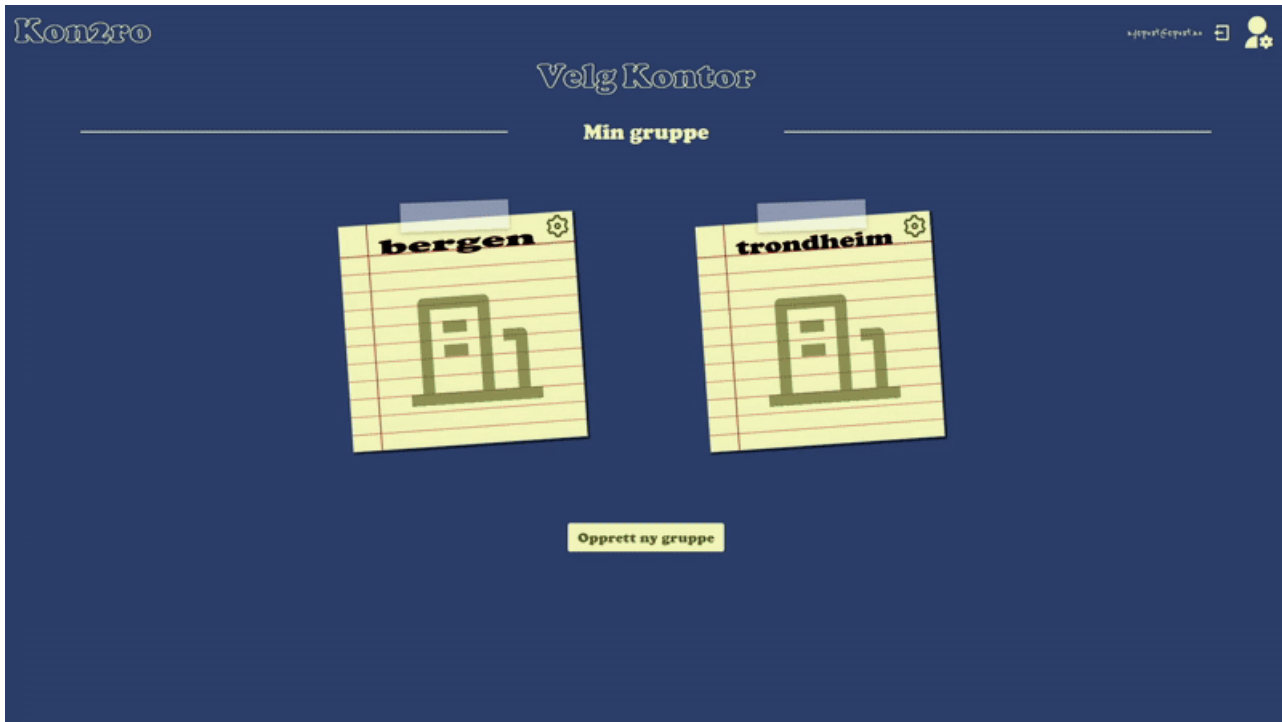 Kon2ro
Velg Kontor
Min gruppe
bergen
trondheim
Opprett ny gruppe